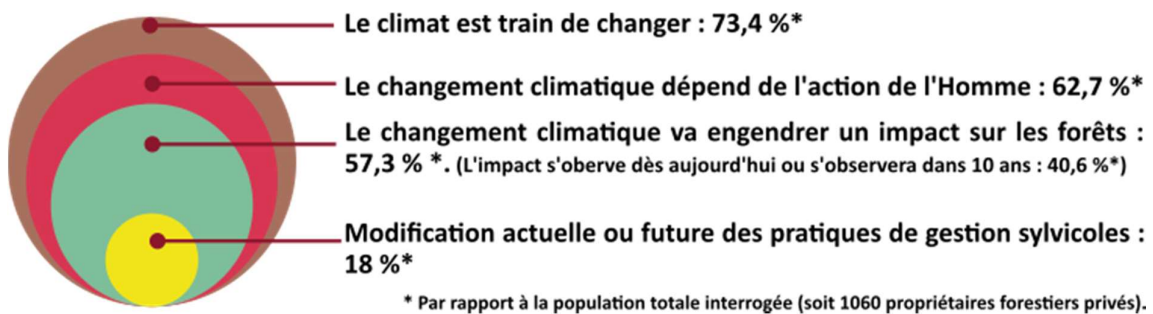 Le climat est train de changer : 73,4 %*
Le changement climatique dépend de l'action de l'Homme : 62,7 %*
Le changement climatique va engendrer un impact sur les forêts :
57,3 % *. (L'impact s'oberve dès aujourd'hui ou s'observera dans 10 ans : 40,6 %*)
Modification actuelle ou future des pratiques de gestion sylvicoles :
18 %*
* Par rapport à la population totale interrogée (soit 1060 propriétaires forestiers privés).